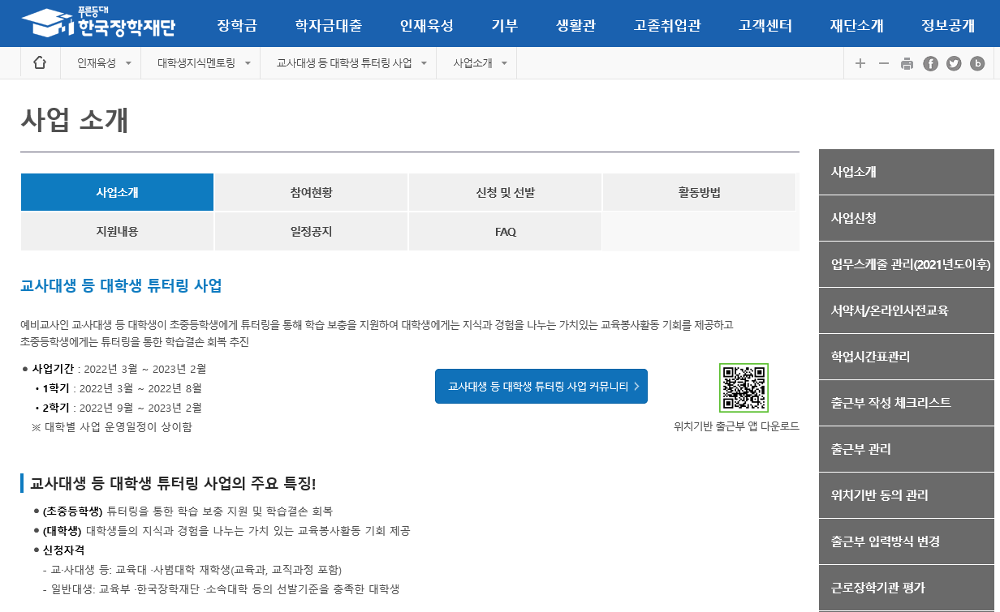 푸른등대
한국장학재단
장학금 학자금대출 인재육성 기부 생활관 고졸취업관 고객센터 재단소개 정보공개
인재육성 대학생지식멘토링 교사대생 등 대학생 튜터링 사업 사업소개
사업 소개
사업소개 참여현황 신청 및 선발 활동방법
지원내용 일정공지 FAQ
교사대생 등 대학생 튜터링 사업
예비교사인 교·사대생 등 대학생이 초중등학생에게 튜터링을 통해 학습 보충을 지원하여 대학생에게는 지식과 경험을 나누는 가치있는 교육봉사활동 기회를 제공하고
초중등학생에게는 튜터링을 통한 학습결손 회복 추진
• 사업기간 : 2022년 3월 ~ 2023년 2월
• 1학기 : 2022년 3월 ~ 2022년 8월
• 2학기 : 2022년 9월 ~ 2023년 2월
※ 대학별 사업 운영일정이 상이함
교사대생 등 대학생 튜터링 사업 커뮤니티 >
위치기반 출근부 앱 다운로드
교사대생 등 대학생 튜터링 사업의 주요 특징!
• (초중등학생) 튜터링을 통한 학습 보충 지원 및 학습결손 회복
• (대학생) 대학생들의 지식과 경험을 나누는 가치 있는 교육봉사활동 기회 제공
• 신청자격
- 교·사대생 등: 교육대 ·사범대학 재학생(교육과, 교직과정 포함)
- 일반대생: 교육부 ·한국장학재단 ·소속대학 등의 선발기준을 충족한 대학생
사업소개
사업신청
업무스케줄 관리(2021년도이후)
서약서/온라인사전교육
학업시간표관리
출근부 작성 체크리스트
출근부 관리
위치기반 동의 관리
출근부 입력방식 변경
근로장학기관 평가